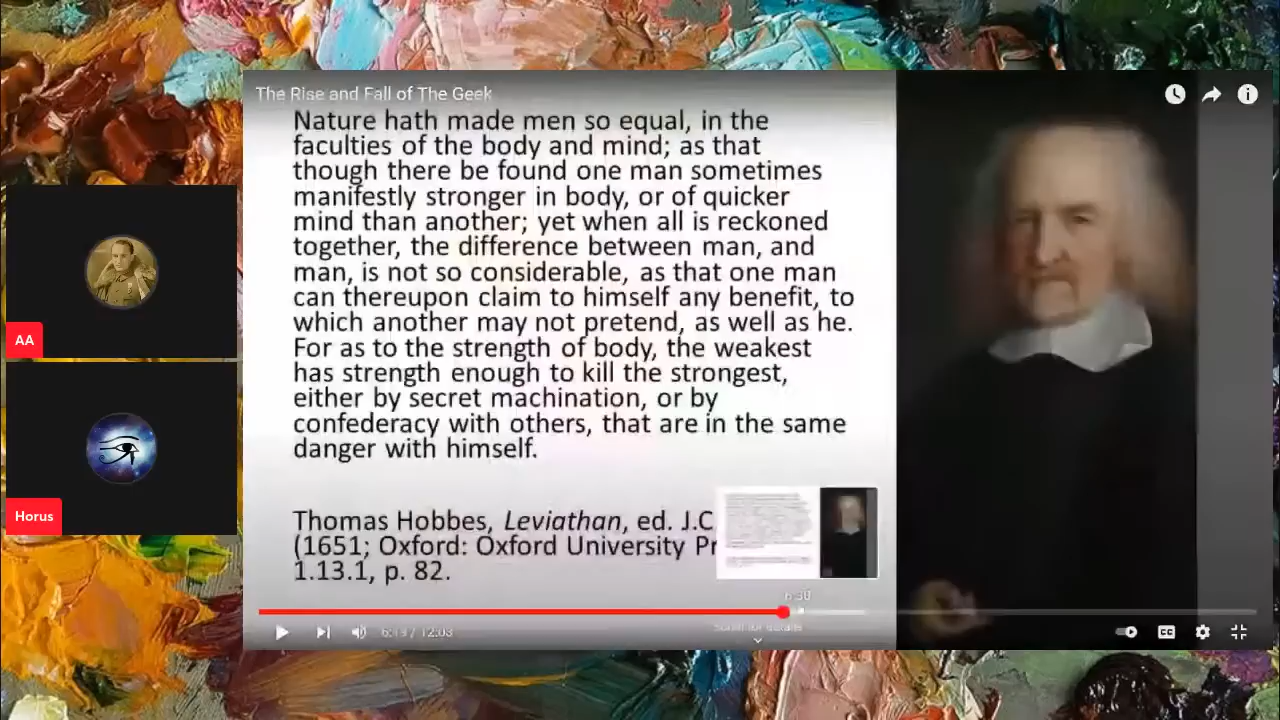 The Rise and Fall of The Geek
Nature hath made men so equal, in the
faculties of the body and mind; as that
though there be found one man sometimes
manifestly stronger in body, or of quicker
mind than another; yet when all is reckoned
together, the difference between man, and
man, is not so considerable, as that one man
can thereupon claim to himself any benefit, to
which another may not pretend, as well as he.
For as to the strength of body, the weakest
has strength enough to kill the strongest,
either by secret machination, or by
confederacy with others, that are in the same
danger with himself.
Thomas Hobbes, Leviathan, ed. J.C
(1651; Oxford: Oxford University Pr
1.13.1, p. 82.
AA
Horus
6:30
/ 12:03
Scroll for details
CC